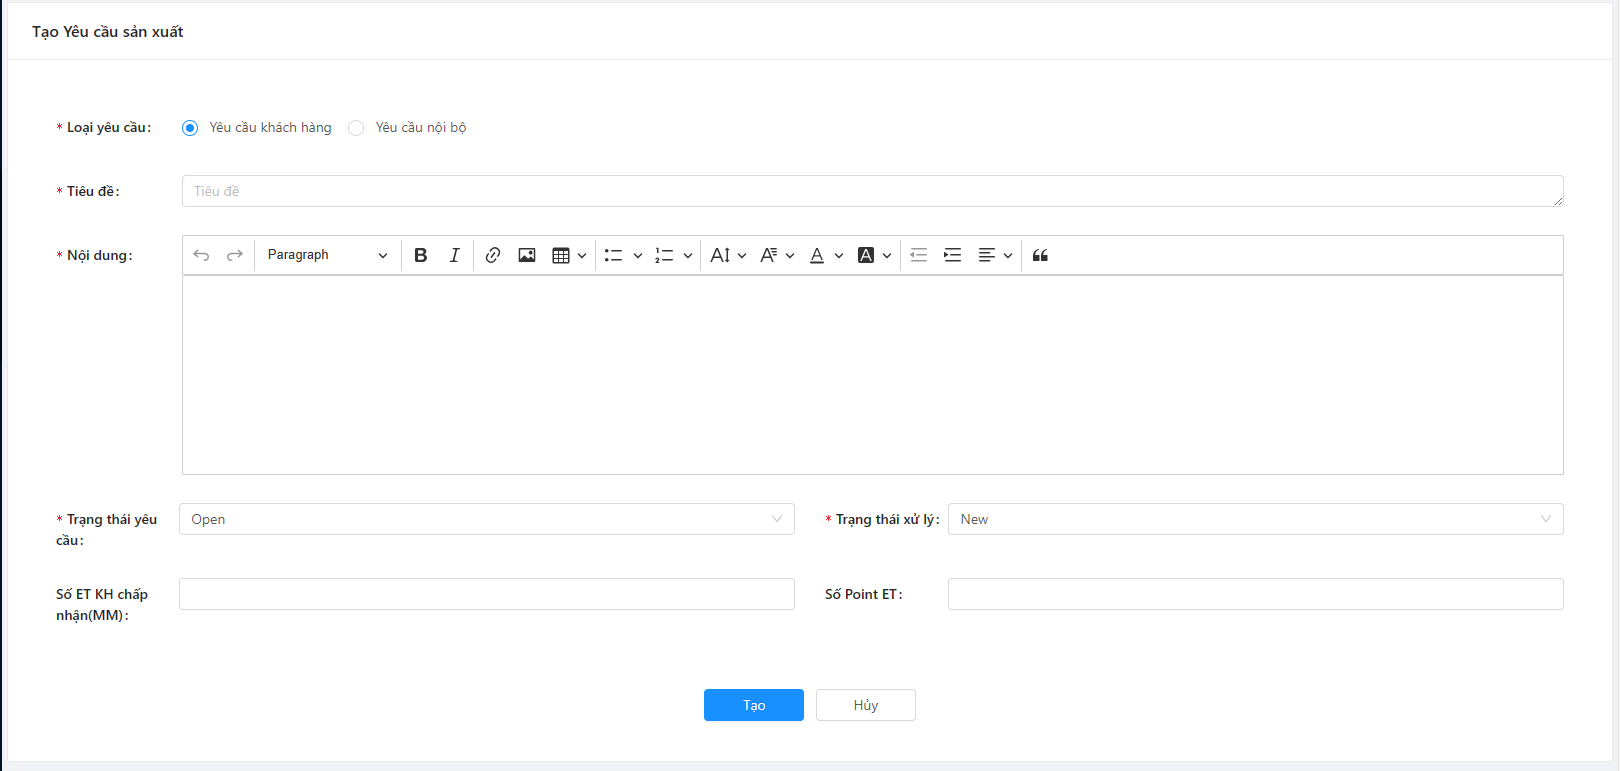 Tạo Yêu cầu sản xuất
* Loại yêu cầu: Yêu cầu khách hàng Yêu cầu nội bộ
* Tiêu đề: Tiêu đề
* Nội dung: Paragraph
* Trạng thái yêu cầu: Open * Trạng thái xử lý: New
Số ET KH chấp nhận(MM): Số Point ET:
Tạo Hủy